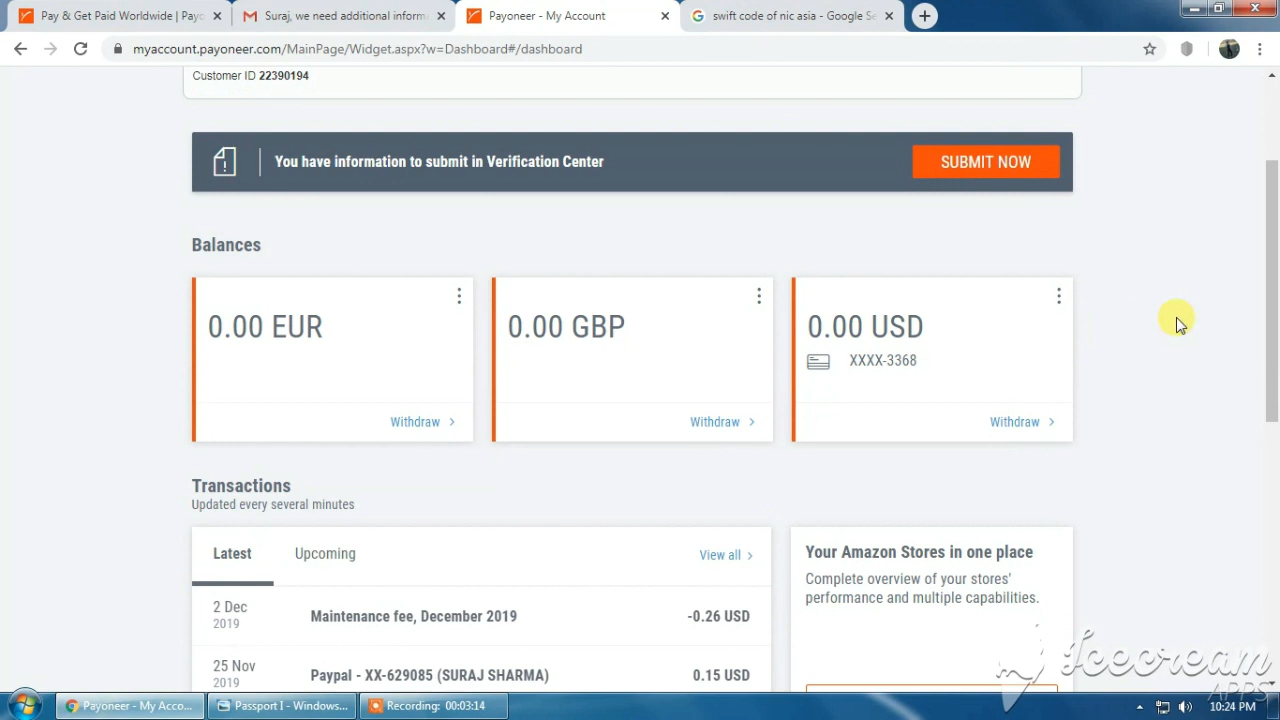 Pay & Get Paid Worldwide | Payo
Suraj, we need additional inform
Payoneer - My Account
swift code of nic asia - Google Se
myaccount.payoneer.com/MainPage/Widget.aspx?w=Dashboard#/dashboard
Customer ID 22390194
You have information to submit in Verification Center
SUBMIT NOW
Balances
0.00 EUR
0.00 GBP
0.00 USD
XXXX-3368
Withdraw
Withdraw
Withdraw
Transactions
Updated every several minutes
Latest
Upcoming
View all
2 Dec
2019
Maintenance fee, December 2019
-0.26 USD
25 Nov
2019
Paypal - XX-629085 (SURAJ SHARMA)
0.15 USD
Your Amazon Stores in one place
Complete overview of your stores'
performance and multiple capabilities.
Icecream
APPS
Payoneer - My Acco...
Passport I - Windows...
Recording: 00:03:14
10:24 PM